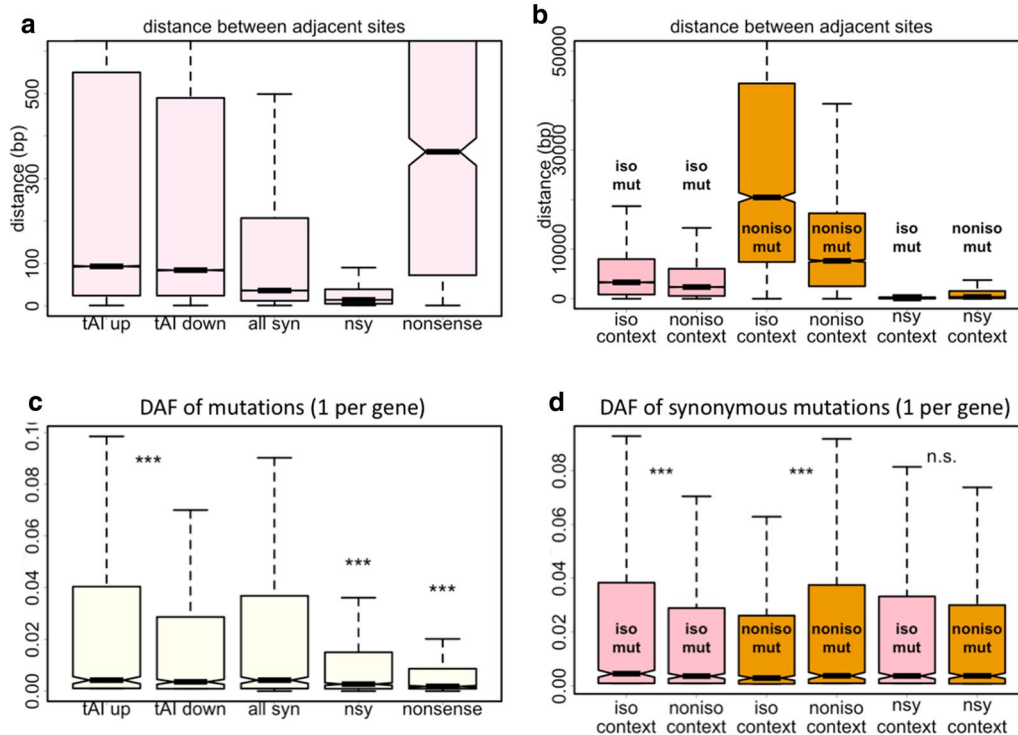 a
distance between adjacent sites
distance (bp)
0
100
300
500
tAI up
tAI down
all syn
nsy
nonsense
b
distance between adjacent sites
distance (bp)
0
10000
30000
50000
iso
mut
iso
mut
noniso
mut
noniso
mut
iso
mut
noniso
mut
iso
context
noniso
context
iso
context
noniso
context
nsy
context
nsy
context
c
DAF of mutations (1 per gene)
0.00
0.02
0.04
0.06
0.08
0.10
***
***
***
tAI up
tAI down
all syn
nsy
nonsense
d
DAF of synonymous mutations (1 per gene)
0.00
0.02
0.04
0.08
***
***
n.s.
iso
mut
iso
mut
noniso
mut
noniso
mut
iso
mut
noniso
mut
iso
context
noniso
context
iso
context
noniso
context
nsy
context
nsy
context